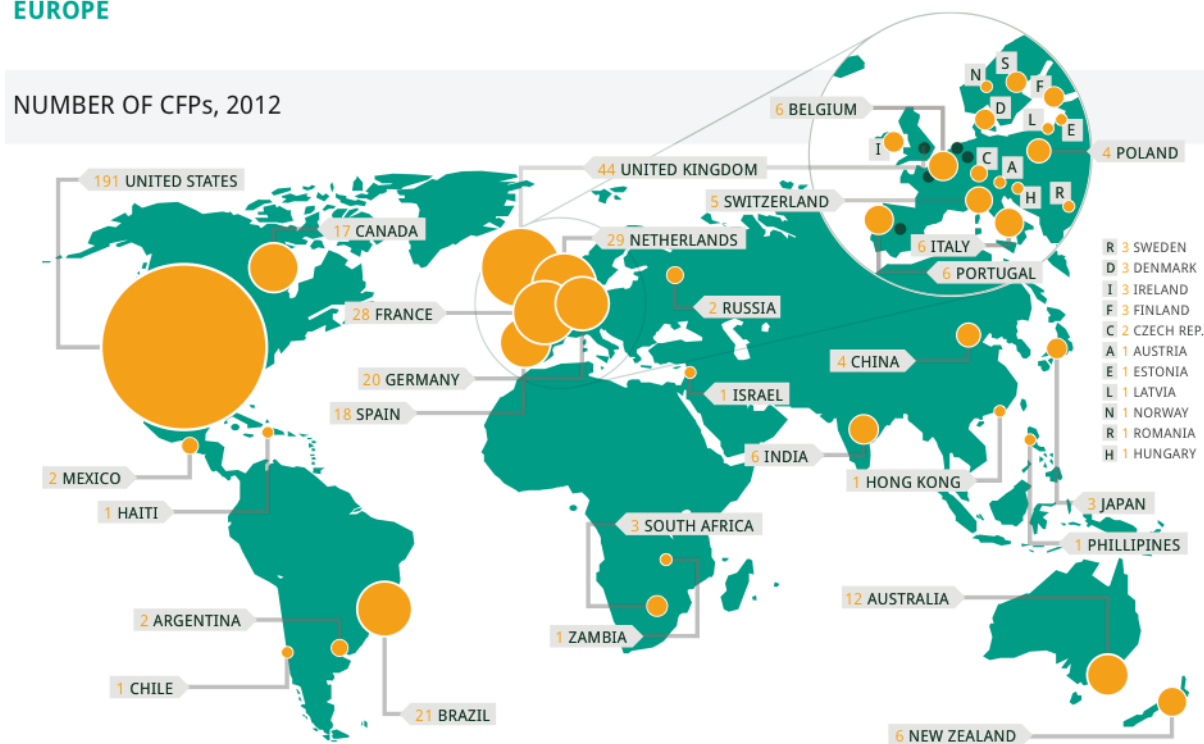 EUROPE
NUMBER OF CFPs, 2012
N
S
F
D
L
E
I
C
A
H
R
6 BELGIUM
4 POLAND
44 UNITED KINGDOM
191 UNITED STATES
5 SWITZERLAND
17 CANADA
29 NETHERLANDS
6 ITALY
6 PORTUGAL
R 3 SWEDEN
D 3 DENMARK
I 3 IRELAND
F 3 FINLAND
C 2 CZECH REP.
A 1 AUSTRIA
E 1 ESTONIA
L 1 LATVIA
N 1 NORWAY
R 1 ROMANIA
H 1 HUNGARY
28 FRANCE
2 RUSSIA
4 CHINA
20 GERMANY
1 ISRAEL
18 SPAIN
6 INDIA
2 MEXICO
1 HONG KONG
1 HAITI
3 JAPAN
3 SOUTH AFRICA
1 PHILLIPINES
12 AUSTRALIA
2 ARGENTINA
1 ZAMBIA
1 CHILE
21 BRAZIL
6 NEW ZEALAND